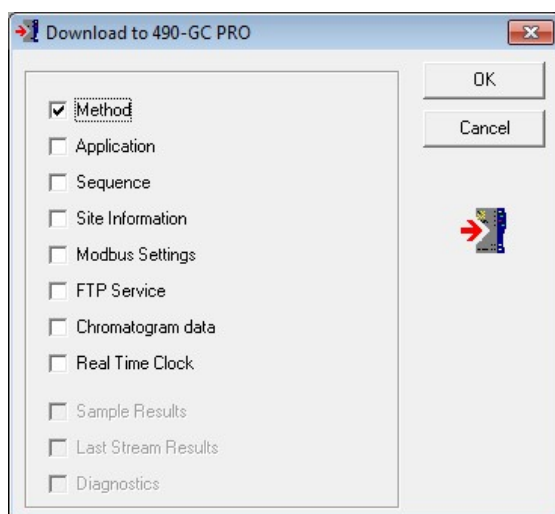 Download to 490-GC PRO
OK
Cancel
Method
Application
Sequence
Site Information
Modbus Settings
FTP Service
Chromatogram data
Real Time Clock
Sample Results
Last Stream Results
Diagnostics